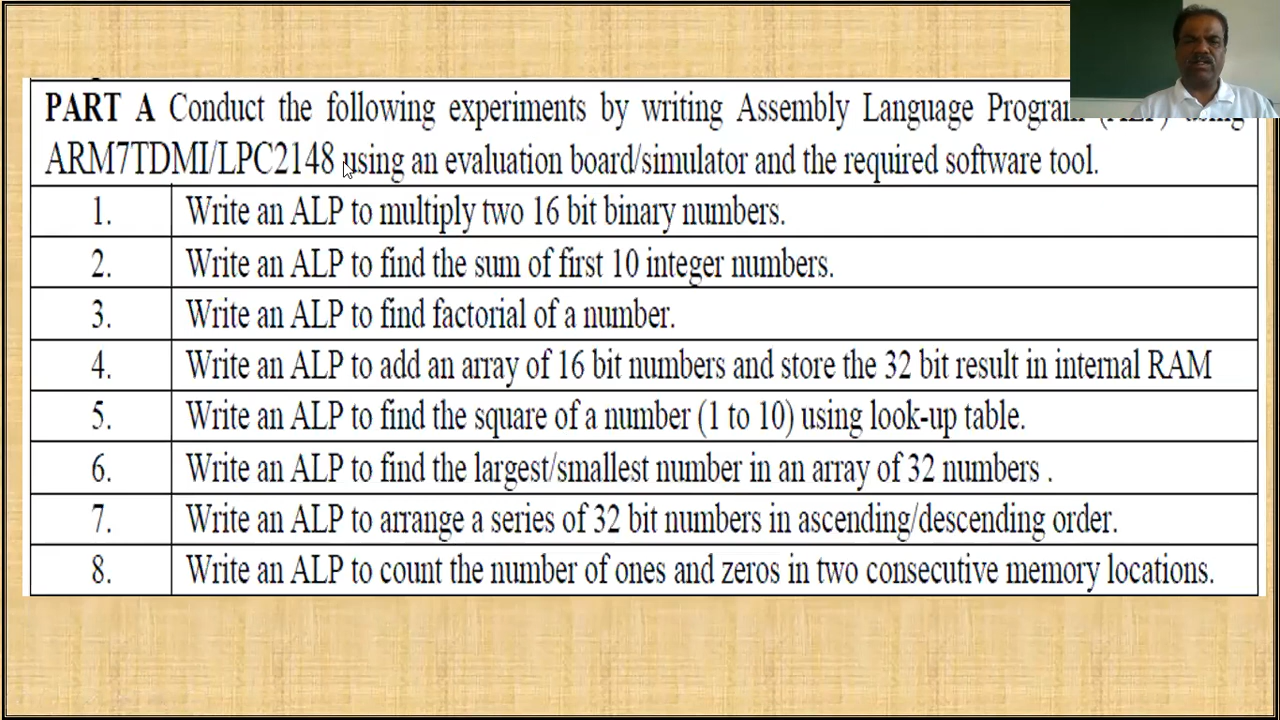 PART A Conduct the following experiments by writing Assembly Language Program
ARM7TDMI/LPC2148 using an evaluation board/simulator and the required software tool.
1. Write an ALP to multiply two 16 bit binary numbers.
2. Write an ALP to find the sum of first 10 integer numbers.
3. Write an ALP to find factorial of a number.
4. Write an ALP to add an array of 16 bit numbers and store the 32 bit result in internal RAM
5. Write an ALP to find the square of a number (1 to 10) using look-up table.
6. Write an ALP to find the largest/smallest number in an array of 32 numbers .
7. Write an ALP to arrange a series of 32 bit numbers in ascending/descending order.
8. Write an ALP to count the number of ones and zeros in two consecutive memory locations.